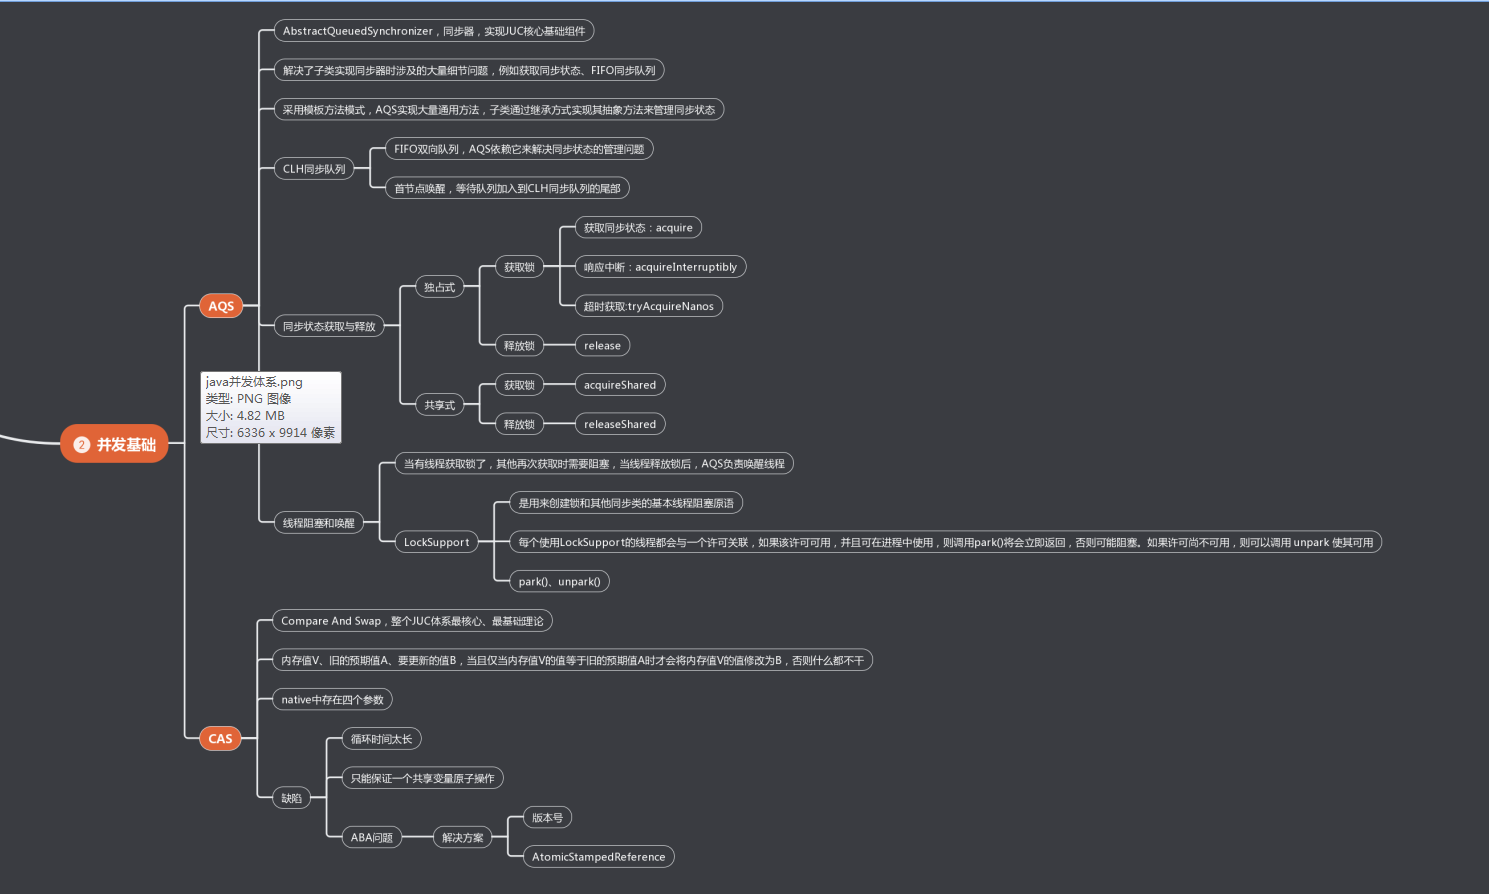 AbstractQueuedSynchronizer，同步器，实现JUC核心基础组件
解决了子类实现同步器时涉及的大量细节问题，例如获取同步状态、FIFO同步队列
采用模板方法模式，AQS实现大量通用方法，子类通过继承方式实现其抽象方法来管理同步状态
CLH同步队列
FIFO双向队列，AQS依赖它来解决同步状态的管理问题
首节点唤醒，等待队列加入到CLH同步队列的尾部
AQS
同步状态获取与释放
独占式
获取锁
获取同步状态：acquire
响应中断：acquireInterruptibly
超时获取:tryAcquireNanos
释放锁
release
共享式
获取锁
acquireShared
释放锁
releaseShared
java并发体系.png
类型: PNG 图像
大小: 4.82 MB
尺寸: 6336 x 9914 像素
2 并发基础
线程阻塞和唤醒
当有线程获取锁了，其他再次获取时需要阻塞，当线程释放锁后，AQS负责唤醒线程
LockSupport
是用来创建锁和其他同步类的基本线程阻塞原语
每个使用LockSupport的线程都会与一个许可关联，如果该许可可用，并且可在进程中使用，则调用park()将会立即返回，否则可能阻塞。如果许可尚不可用，则可以调用 unpark 使其可用
park()、unpark()
CAS
Compare And Swap，整个JUC体系最核心、最基础理论
内存值V、旧的预期值A、要更新的值B，当且仅当内存值V的值等于旧的预期值A时才会将内存值V的值修改为B，否则什么都不干
native中存在四个参数
缺陷
循环时间太长
只能保证一个共享变量原子操作
ABA问题
解决方案
版本号
AtomicStampedReference